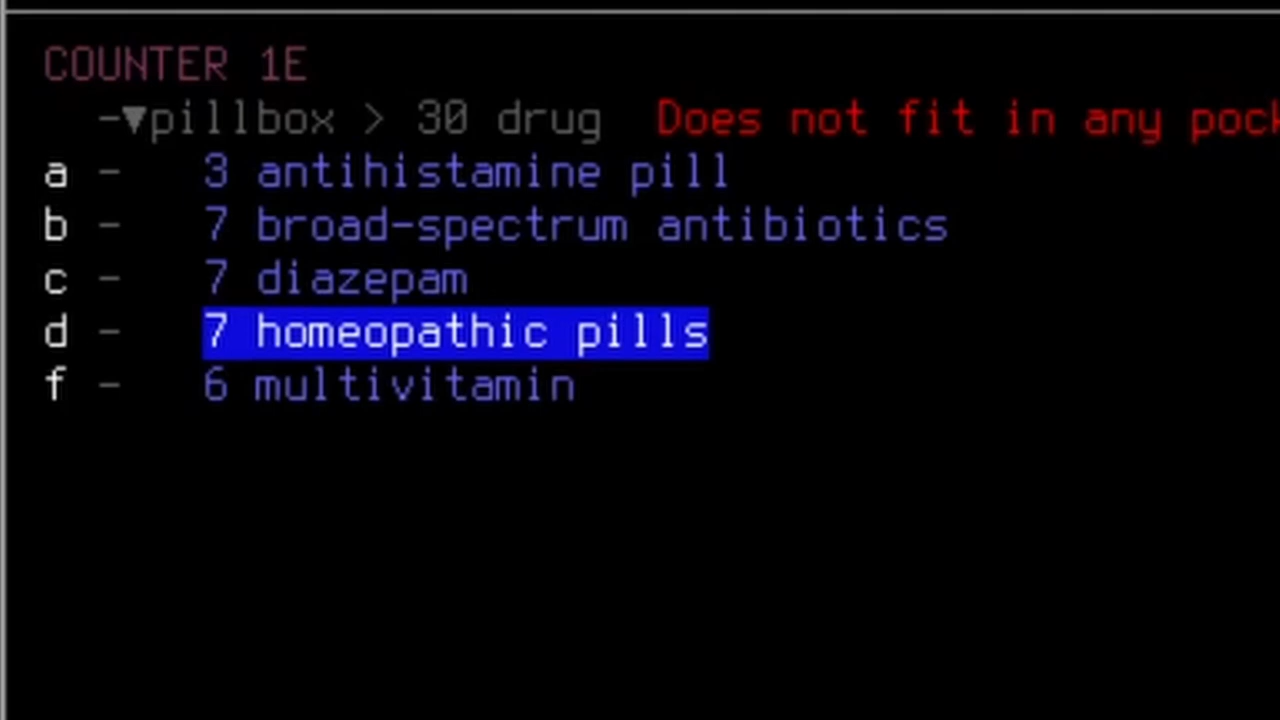 COUNTER 1E
-▼pillbox > 30 drug Does not fit in any
a - 3 antihistamine pill
b - 7 broad-spectrum antibiotics
c - 7 diazepam
d - 7 homeopathic pills
f - 6 multivitamin